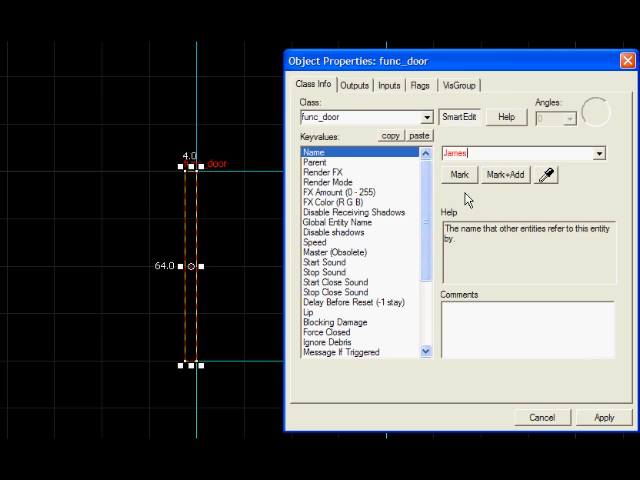 Object Properties: func_door
Class Info Outputs Inputs Flags VisGroup
Class:
Angles:
func_door
SmartEdit
Help
0
Keyvalues:
copy
paste
Name
Parent
Render FX
Render Mode
FX Amount (0 - 255)
FX Color (R G B)
Disable Receiving Shadows
Global Entity Name
Disable shadows
Speed
Master (Obsolete)
Start Sound
Stop Sound
Start Close Sound
Stop Close Sound
Delay Before Reset (-1 stay)
Lip
Blocking Damage
Force Closed
Ignore Debris
Message If Triggered
James
Mark
Mark+Add
Help
The name that other entities refer to this entity
by.
Comments
Cancel
Apply
4.0
door
64.0